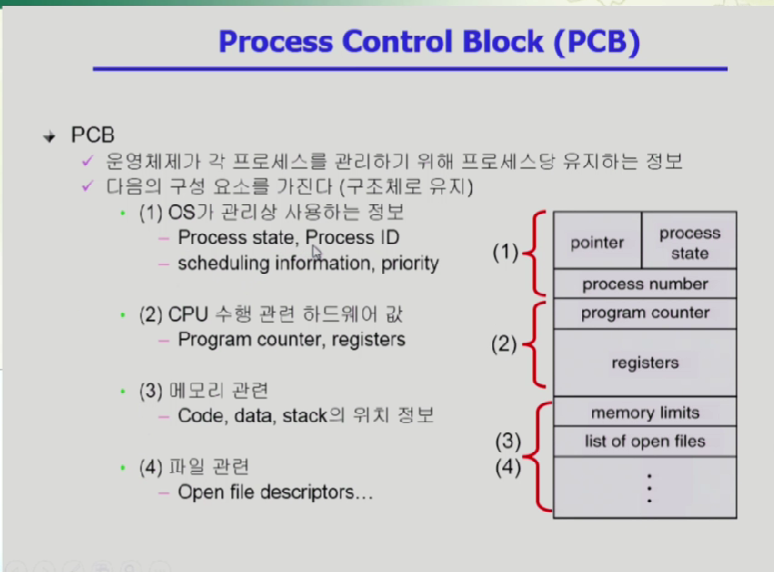 Process Control Block (PCB)
PCB
운영체제가 각 프로세스를 관리하기 위해 프로세스당 유지하는 정보
다음의 구성 요소를 가진다 (구조체로 유지)
(1) OS가 관리상 사용하는 정보
– Process state, Process ID
– scheduling information, priority
(2) CPU 수행 관련 하드웨어 값
– Program counter, registers
(3) 메모리 관련
– Code, data, stack의 위치 정보
(4) 파일 관련
– Open file descriptors...
(1)
pointer
process
state
process number
(2)
program counter
registers
(3)
(4)
memory limits
list of open files